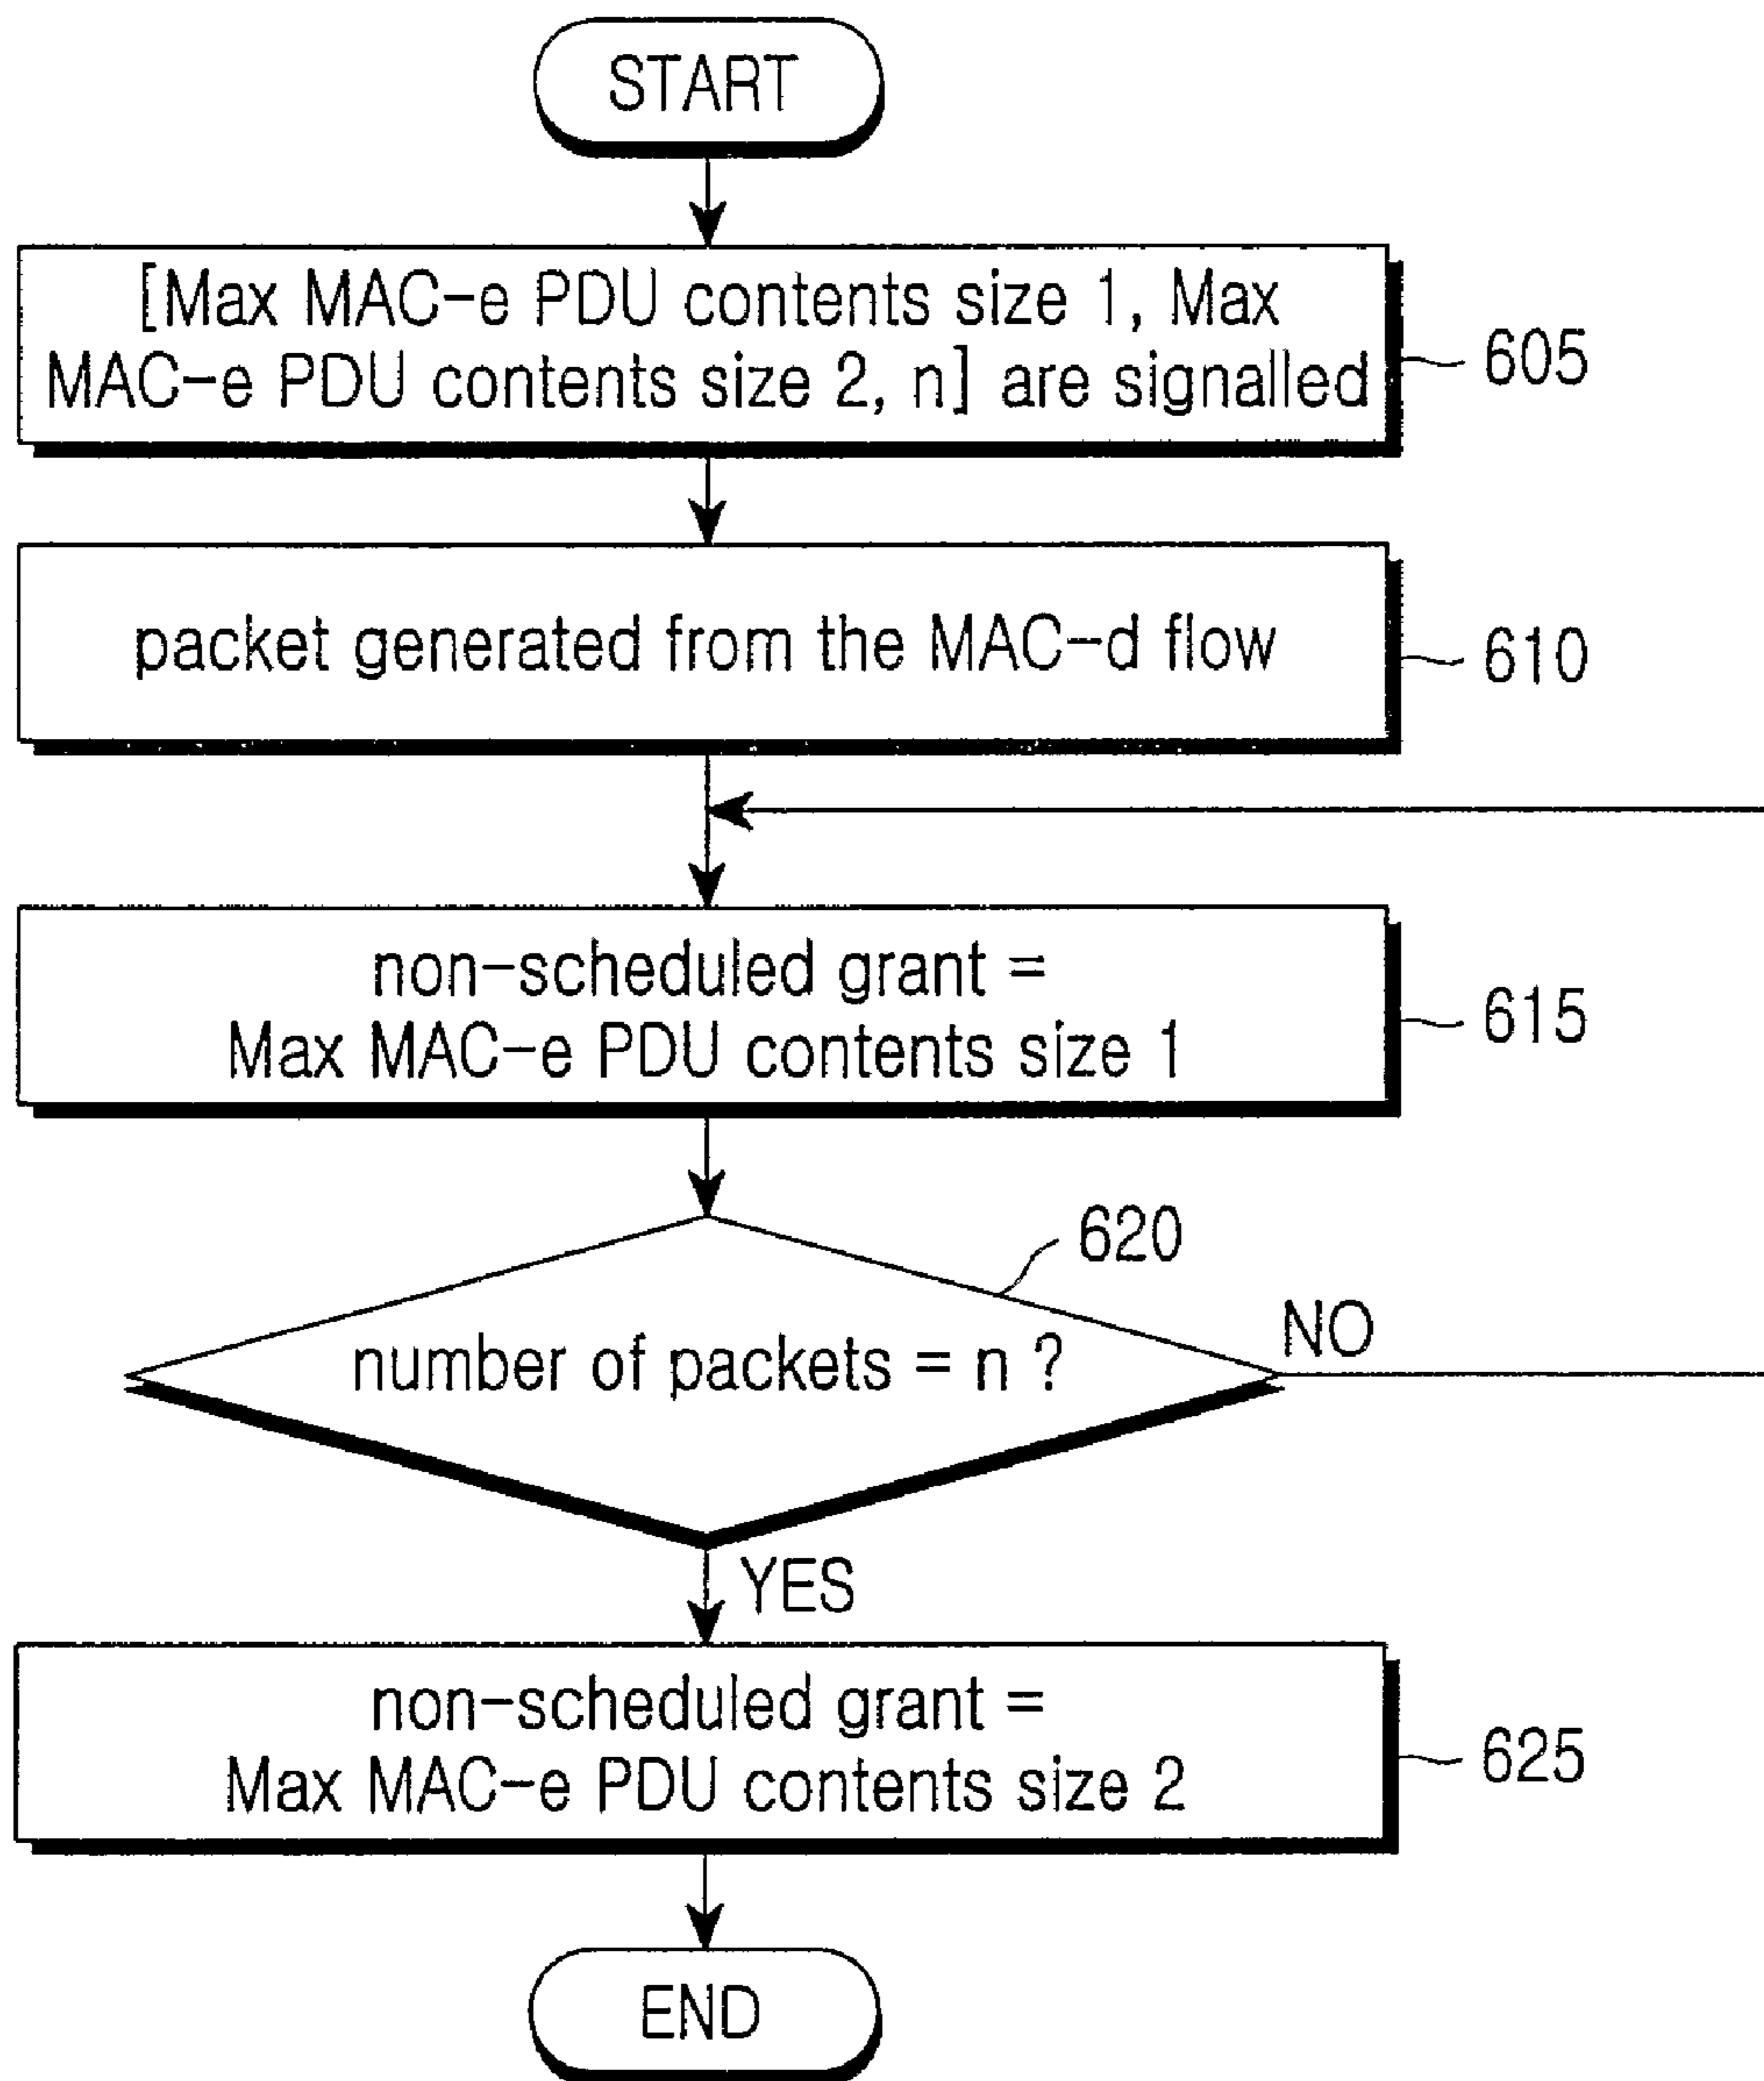 START
[Max MAC-e PDU contents size 1, Max
MAC-e PDU contents size 2, n] are signalled
605
packet generated from the MAC-d flow
610
non-scheduled grant =
Max MAC-e PDU contents size 1
615
620
number of packets = n ?
NO
YES
non-scheduled grant =
Max MAC-e PDU contents size 2
625
END